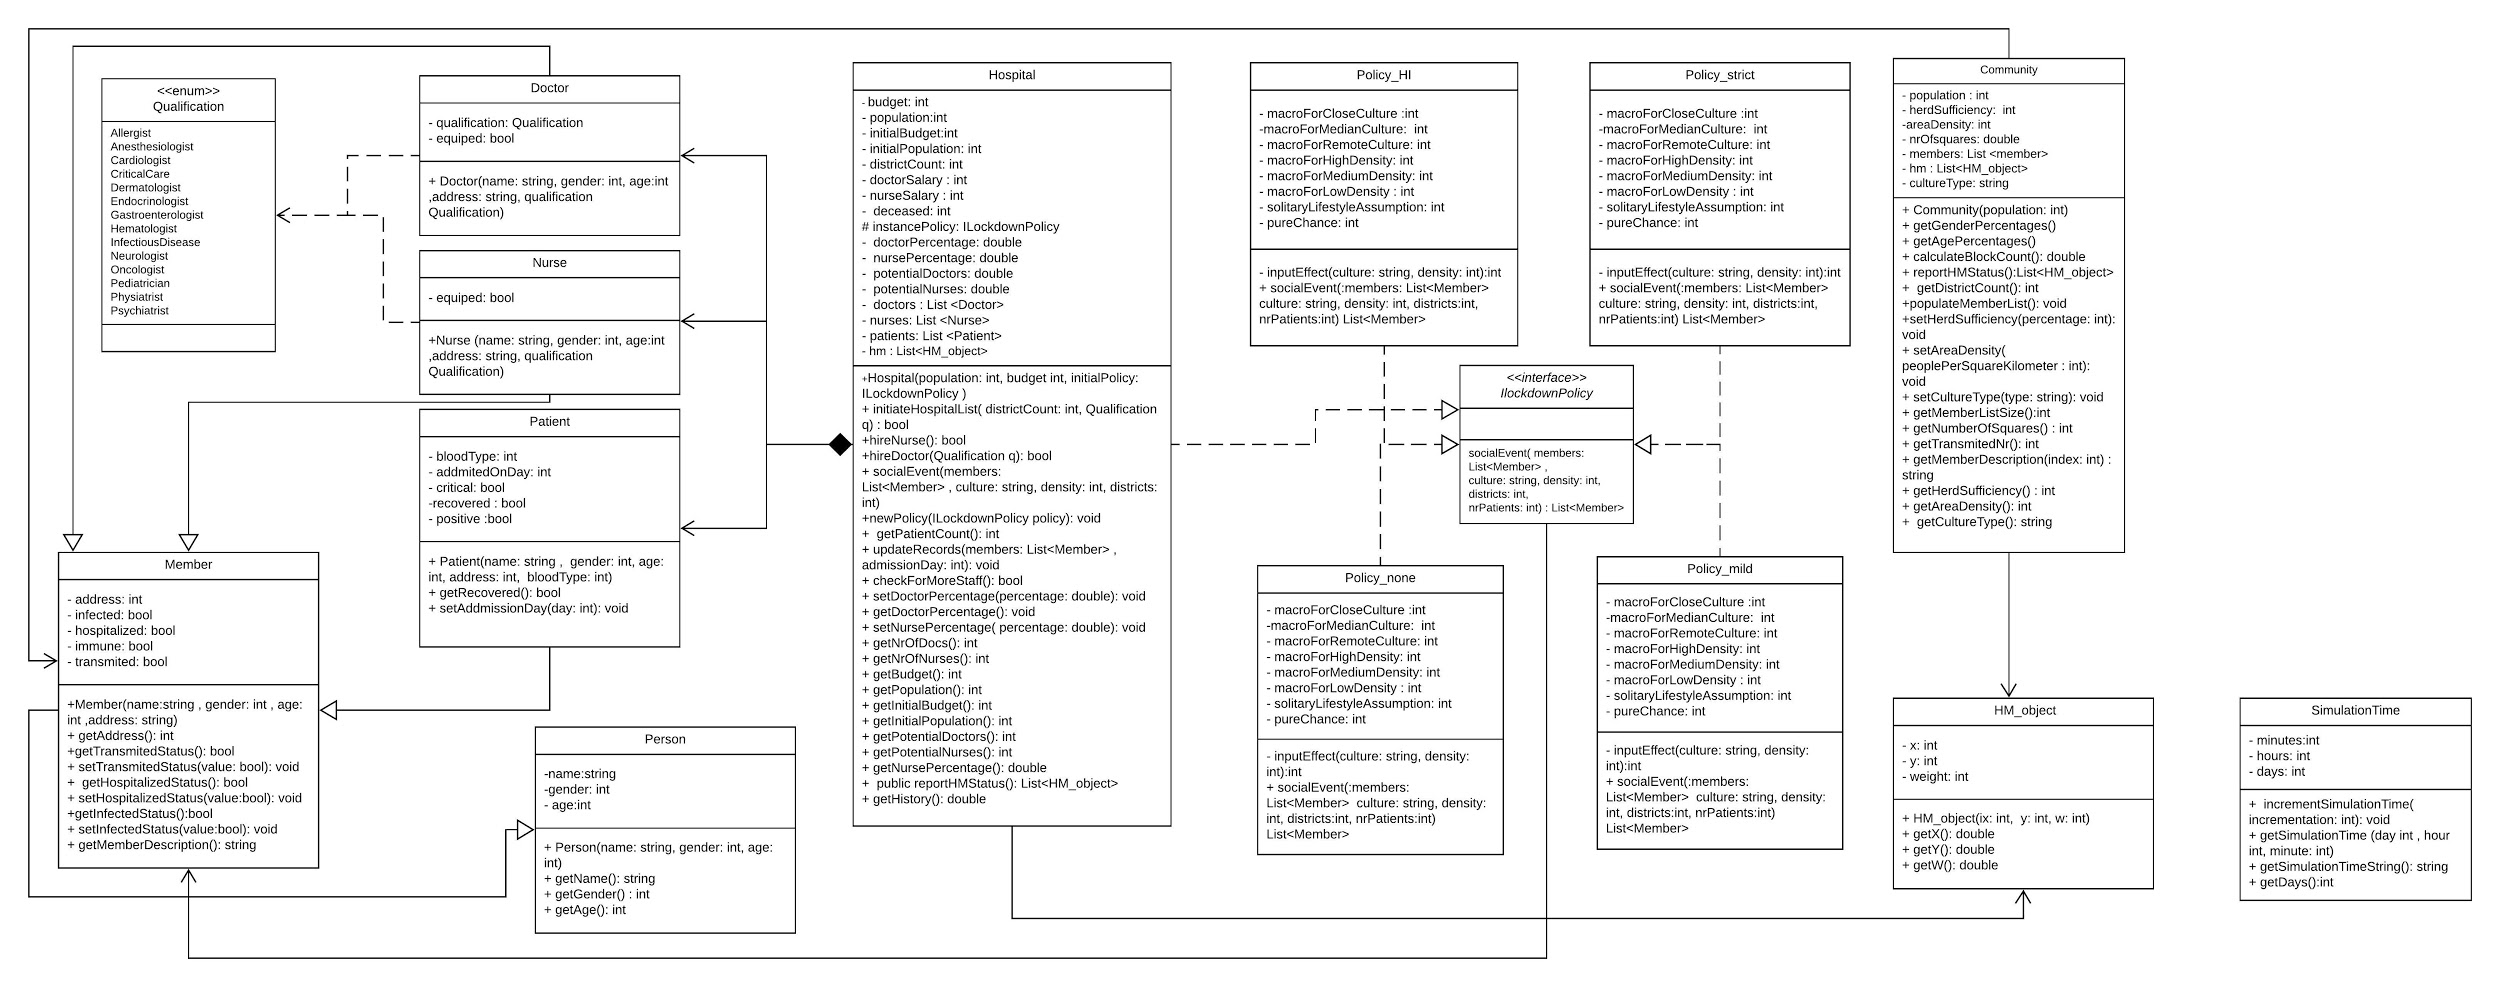 <<enum>>
Qualification
Allergist
Anesthesiologist
Cardiologist
CriticalCare
Dermatologist
Endocrinologist
Gastroenterologist
Hematologist
InfectiousDisease
Neurologist
Oncologist
Pediatrician
Physiatrist
Psychiatrist
Doctor
- qualification: Qualification
- equiped: bool
+ Doctor(name: string, gender: int, age:int
,address: string, qualification
Qualification)
Nurse
- equiped: bool
+Nurse (name: string, gender: int, age:int
,address: string, qualification
Qualification)
Patient
- bloodType: int
- addmitedOnDay: int
- critical: bool
-recovered : bool
- positive :bool
+ Patient(name: string ,  gender: int, age:
int, address: int,  bloodType: int)
+ getRecovered(): bool
+ setAddmissionDay(day: int): void
Member
- address: int
- infected: bool
- hospitalized: bool
- immune: bool
- transmited: bool
+Member(name:string , gender: int , age:
int ,address: string)
+ getAddress(): int
+getTransmitedStatus(): bool
+ setTransmitedStatus(value: bool): void
+  getHospitalizedStatus(): bool
+ setHospitalizedStatus(value:bool): void
+getInfectedStatus():bool
+ setInfectedStatus(value:bool): void
+ getMemberDescription(): string
Person
-name:string
-gender: int
- age:int
+ Person(name: string, gender: int, age:
int)
+ getName(): string
+ getGender() : int
+ getAge(): int
Hospital
- budget: int
- population:int
- initialBudget:int
- initialPopulation: int
- districtCount: int
- doctorSalary : int
- nurseSalary : int
-  deceased: int
# instancePolicy: ILockdownPolicy
-  doctorPercentage: double
-  nursePercentage: double
-  potentialDoctors: double
-  potentialNurses: double
-  doctors : List <Doctor>
- nurses: List <Nurse>
- patients: List <Patient>
- hm : List<HM_object>
+Hospital(population: int, budget int, initialPolicy:
ILockdownPolicy )
+ initiateHospitalList( districtCount: int, Qualification
q) : bool
+hireNurse(): bool
+hireDoctor(Qualification q): bool
+ socialEvent(members:
List<Member> , culture: string, density: int, districts:
int)
+newPolicy(ILockdownPolicy policy): void
+  getPatientCount(): int
+ updateRecords(members: List<Member> ,
admissionDay: int): void
+ checkForMoreStaff(): bool
+ setDoctorPercentage(percentage: double): void
+ getDoctorPercentage(): void
+ setNursePercentage( percentage: double): void
+ getNrOfDocs(): int
+ getNrOfNurses(): int
+ getBudget(): int
+ getPopulation(): int
+ getInitialBudget(): int
+ getInitialPopulation(): int
+ getPotentialDoctors(): int
+ getPotentialNurses(): int
+ getNursePercentage(): double
+  public reportHMStatus(): List<HM_object>
+ getHistory(): double
Policy_HI
- macroForCloseCulture :int
-macroForMedianCulture:  int
- macroForRemoteCulture: int
- macroForHighDensity: int
- macroForMediumDensity: int
- macroForLowDensity : int
- solitaryLifestyleAssumption: int
- pureChance: int
- inputEffect(culture: string, density: int):int
+ socialEvent(:members: List<Member>
culture: string, density: int, districts:int,
nrPatients:int) List<Member>
Policy_strict
- macroForCloseCulture :int
-macroForMedianCulture:  int
- macroForRemoteCulture: int
- macroForHighDensity: int
- macroForMediumDensity: int
- macroForLowDensity : int
- solitaryLifestyleAssumption: int
- pureChance: int
- inputEffect(culture: string, density: int):int
+ socialEvent(:members: List<Member>
culture: string, density: int, districts:int,
nrPatients:int) List<Member>
<<interface>>
IlockdownPolicy
socialEvent( members:
List<Member> ,
culture: string, density: int,
districts: int,
nrPatients: int) : List<Member>
Policy_none
- macroForCloseCulture :int
-macroForMedianCulture:  int
- macroForRemoteCulture: int
- macroForHighDensity: int
- macroForMediumDensity: int
- macroForLowDensity : int
- solitaryLifestyleAssumption: int
- pureChance: int
- inputEffect(culture: string, density:
int):int
+ socialEvent(:members:
List<Member>  culture: string, density:
int, districts:int, nrPatients:int)
List<Member>
Policy_mild
- macroForCloseCulture :int
-macroForMedianCulture:  int
- macroForRemoteCulture: int
- macroForHighDensity: int
- macroForMediumDensity: int
- macroForLowDensity : int
- solitaryLifestyleAssumption: int
- pureChance: int
- inputEffect(culture: string, density:
int):int
+ socialEvent(:members:
List<Member>  culture: string, density:
int, districts:int, nrPatients:int)
List<Member>
Community
- population : int
- herdSufficiency:  int
-areaDensity: int
- nrOfsquares: double
- members: List <member>
- hm : List<HM_object>
- cultureType: string
+ Community(population: int)
+ getGenderPercentages()
+ getAgePercentages()
+ calculateBlockCount(): double
+ reportHMStatus():List<HM_object>
+  getDistrictCount(): int
+populateMemberList(): void
+setHerdSufficiency(percentage: int):
void
+ setAreaDensity(
peoplePerSquareKilometer : int):
void
+ setCultureType(type: string): void
+ getMemberListSize():int
+ getNumberOfSquares() : int
+ getTransmitedNr(): int
+ getMemberDescription(index: int) :
string
+ getHerdSufficiency() : int
+ getAreaDensity(): int
+  getCultureType(): string
HM_object
- x: int
- y: int
- weight: int
+ HM_object(ix: int,  y: int, w: int)
+ getX(): double
+ getY(): double
+ getW(): double
SimulationTime
- minutes:int
- hours: int
- days: int
+  incrementSimulationTime(
incrementation: int): void
+ getSimulationTime (day int , hour
int, minute: int)
+ getSimulationTimeString(): string
+ getDays():int